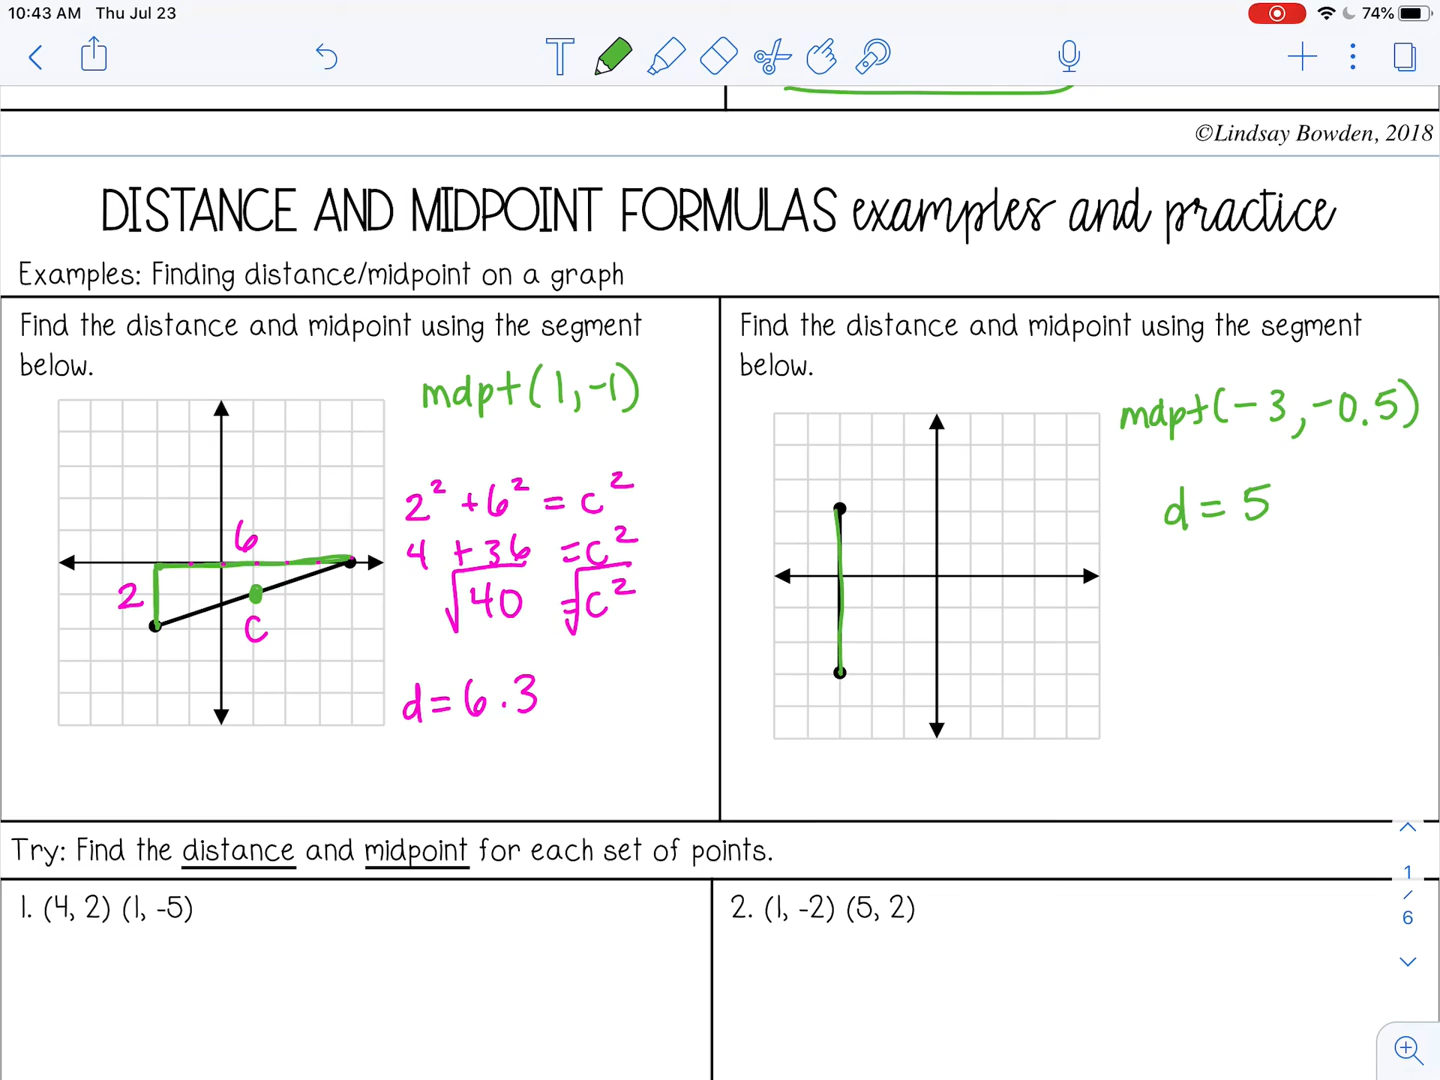 10:43 AM Thu Jul 23
74%
T
©Lindsay Bowden, 2018
DISTANCE AND MIDPOINT FORMULAS examples and practice
Examples: Finding distance/midpoint on a graph
Find the distance and midpoint using the segment
below.
mdpt (1, -1)
2² + 6² = c²
4 + 36 = c²
√40 = √c²
d = 6.3
6
2
C
Find the distance and midpoint using the segment
below.
mdpt (-3, -0.5)
d = 5
Try: Find the distance and midpoint for each set of points.
1. (4, 2) (1, -5)
2. (1, -2) (5, 2)
1
/
6